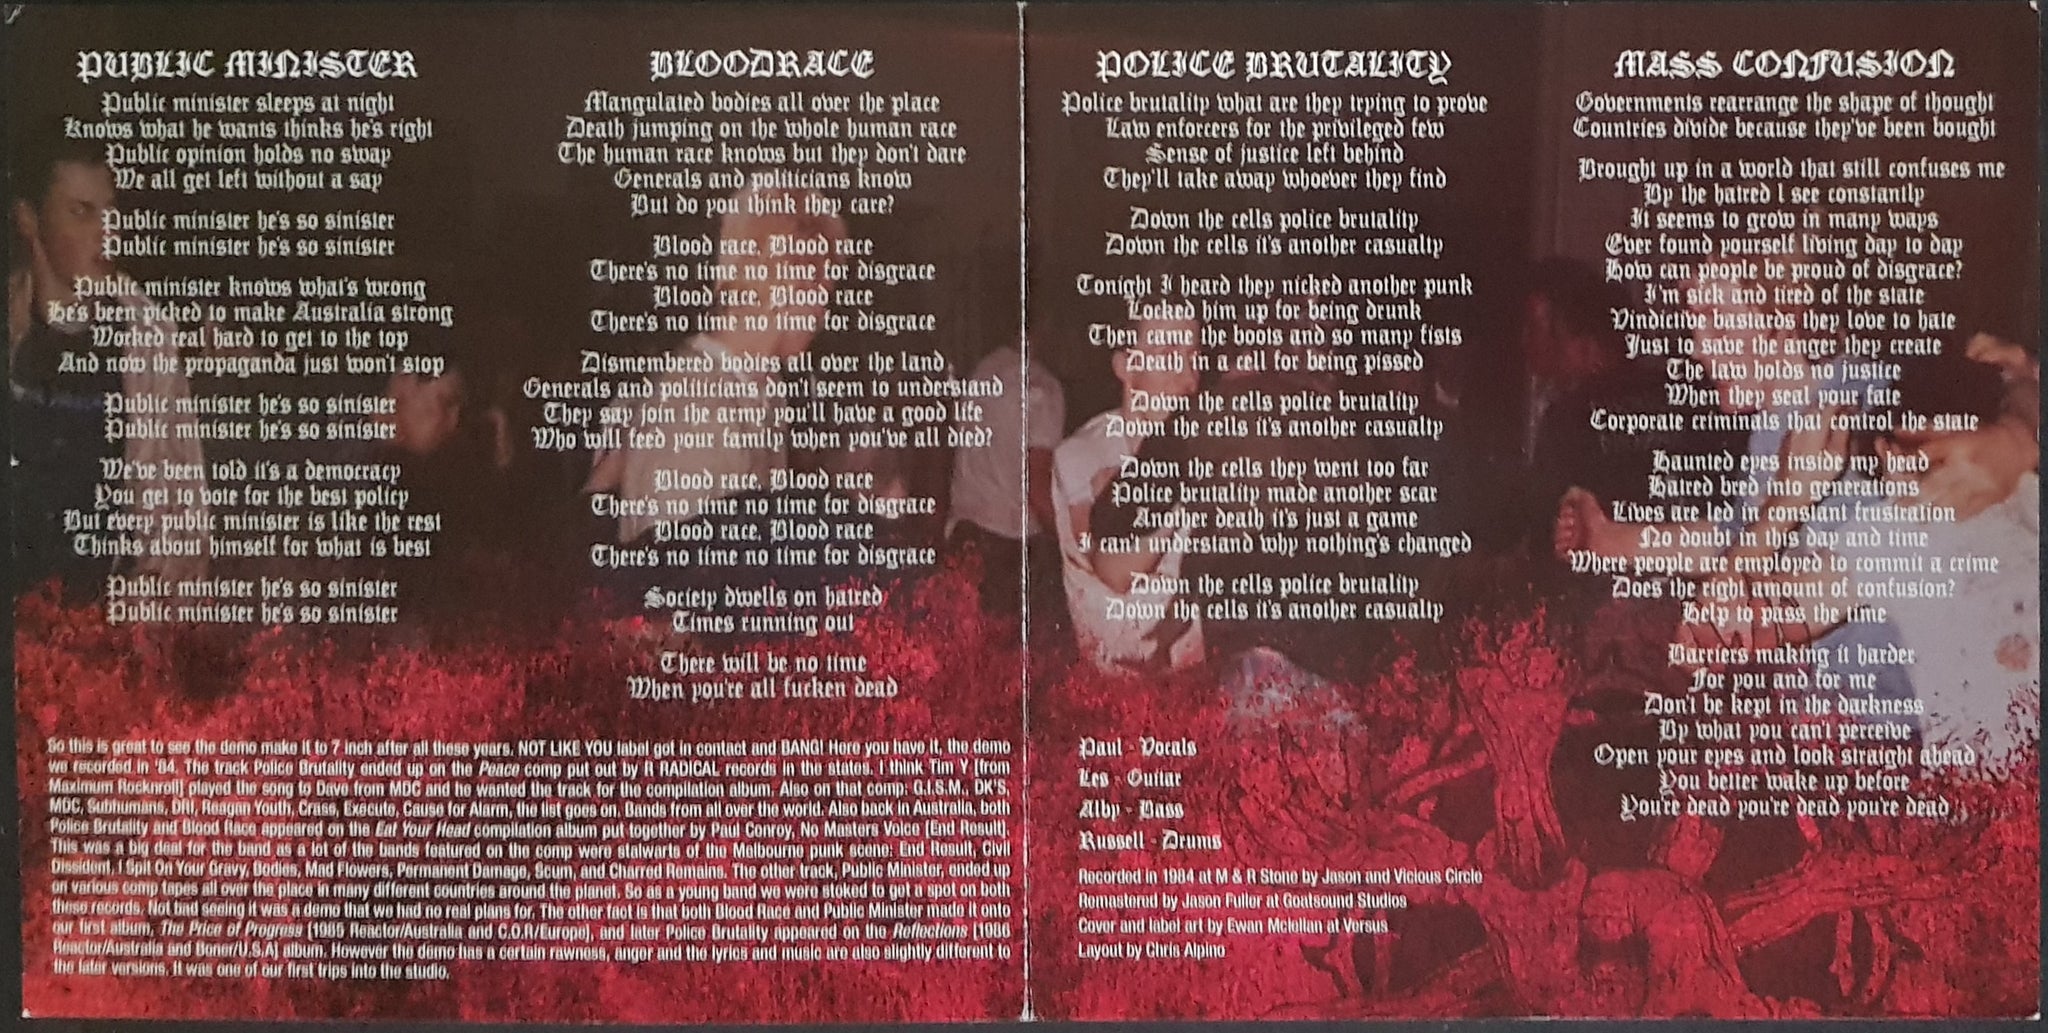 PUBLIC MINISTER
Public minister sleeps at night
Knows what he wants thinks he's right
Public opinion holds no sway
We all get left without a say
Public minister he's so sinister
Public minister he's so sinister
Public minister knows what's wrong
He's been picked to make Australia strong
Worked real hard to get to the top
And now the propaganda just won't stop
Public minister he's so sinister
Public minister he's so sinister
We've been told it's a democracy
You get to vote for the best policy
But every public minister is like the rest
Thinks about himself for what is best
Public minister he's so sinister
Public minister he's so sinister
BLOODRACE
Mangulated bodies all over the place
Death jumping on the whole human race
The human race knows but they don't dare
Generals and politicians know
But do you think they care?
Blood race, Blood race
There's no time no time for disgrace
Blood race, Blood race
There's no time no time for disgrace
Dismembered bodies all over the land,
Generals and politicians don't seem to understand
They say join the army you'll have a good life
Who will feed your family when you've all died?
Blood race, Blood race
There's no time no time for disgrace
Blood race, Blood race
There's no time no time for disgrace
Society dwells on hatred
Times running out
There will be no time
When you're all fucken dead
So this is great to see the demo make it to 7 inch after all these years. NOT LIKE YOU label got in contact and BANG! Here you have it, the demo
we recorded in '84. The track Police Brutality ended up on the Peace comp put out by R RADICAL records in the states. I think Tim Y [from
Maximum Rocknroll] played the song to Dave from MDC and he wanted the track for the compilation album. Also on that comp: G.I.S.M., DK'S,
MDC, Subhumans, DRI, Reagan Youth, Crass, Execute, Cause for Alarm, the list goes on. Bands from all over the world. Also back in Australia, both
Police Brutality and Blood Race appeared on the Eat Your Head compilation album put together by Paul Conroy, No Masters Voice [End Result].
This was a big deal for the band as a lot of the bands featured on the comp were stalwarts of the Melbourne punk scene: End Result, Civil
Dissident, I Spit On Your Gravy, Bodies, Mad Flowers, Permanent Damage, Scum, and Charred Remains. The other track, Public Minister, ended up
on various comp tapes all over the place in many different countries around the planet. So as a young band we were stoked to get a spot on both
these records. Not bad seeing it was a demo that we had no real plans for. The other fact is that both Blood Race and Public Minister made it onto
our first album, The Price of Progress [1985 Reactor/Australia and C.O.R/Europe], and later Police Brutality appeared on the Reflections [1986
Reactor/Australia and Boner/U.S.A] album. However the demo has a certain rawness, anger and the lyrics and music are also slightly different to
the later versions. It was one of our first trips into the studio.
POLICE BRUTALITY
Police brutality what are they trying to prove
Law enforcers for the privileged few
Sense of justice left behind
They'll take away whoever they find
Down the cells police brutality
Down the cells it's another casualty
Tonight I heard they nicked another punk
Locked him up for being drunk
Then came the boots and so many fists
Death in a cell for being pissed
Down the cells police brutality
Down the cells it's another casualty
Down the cells they went too far
Police brutality made another scar
Another death it's just a game
I can't understand why nothing's changed
Down the cells police brutality
Down the cells it's another casualty
Paul - Vocals
Les - Guitar
Alby - Bass
Russell - Drums
Recorded in 1984 at M & R Stone by Jason and Vicious Circle
Remastered by Jason Fuller at Goatsound Studios
Cover and label art by Ewan Mclellan at Versus
Layout by Chris Alpino
MASS CONFUSION
Governments rearrange the shape of thought
Countries divide because they've been bought
Brought up in a world that still confuses me
By the hatred I see constantly
It seems to grow in many ways
Ever found yourself living day to day
How can people be proud of disgrace?
I'm sick and tired of the state
Vindictive bastards they love to hate
Just to save the anger they create
The law holds no justice
When they seal your fate
Corporate criminals that control the state
Haunted eyes inside my head
Hatred bred into generations
Lives are led in constant frustration
No doubt in this day and time
Where people are employed to commit a crime
Does the right amount of confusion?
Help to pass the time
Barriers making it harder
For you and for me
Don't be kept in the darkness
By what you can't perceive
Open your eyes and look straight ahead
You better wake up before
You're dead you're dead you're dead